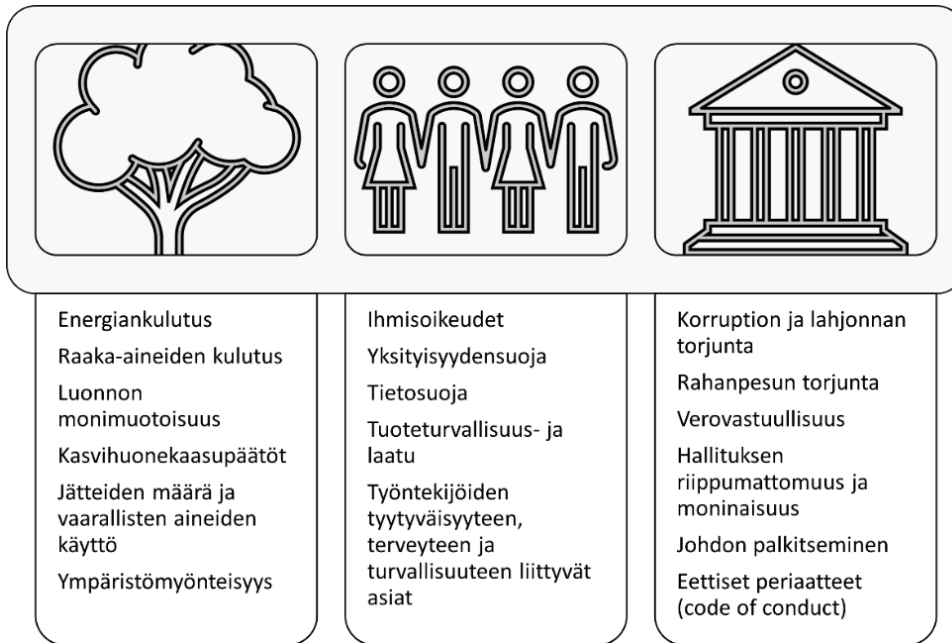 Energiankulutus
Raaka-aineiden kulutus
Luonnon
monimuotoisuus
Kasvihuonekaasupäätöt
Jätteiden määrä ja
vaarallisten aineiden
käyttö
Ympäristömyönteisyys
Ihmisoikeudet
Yksityisyydensuoja
Tietosuoja
Tuoteturvallisuus- ja
laatu
Työntekijöiden
tyytyväisyyteen,
terveyteen ja
turvallisuuteen liittyvät
asiat
Korruption ja lahjonnan
torjunta
Rahanpesun torjunta
Verovastuullisuus
Hallituksen
riippumattomuus ja
moninaisuus
Johdon palkitseminen
Eettiset periaatteet
(code of conduct)